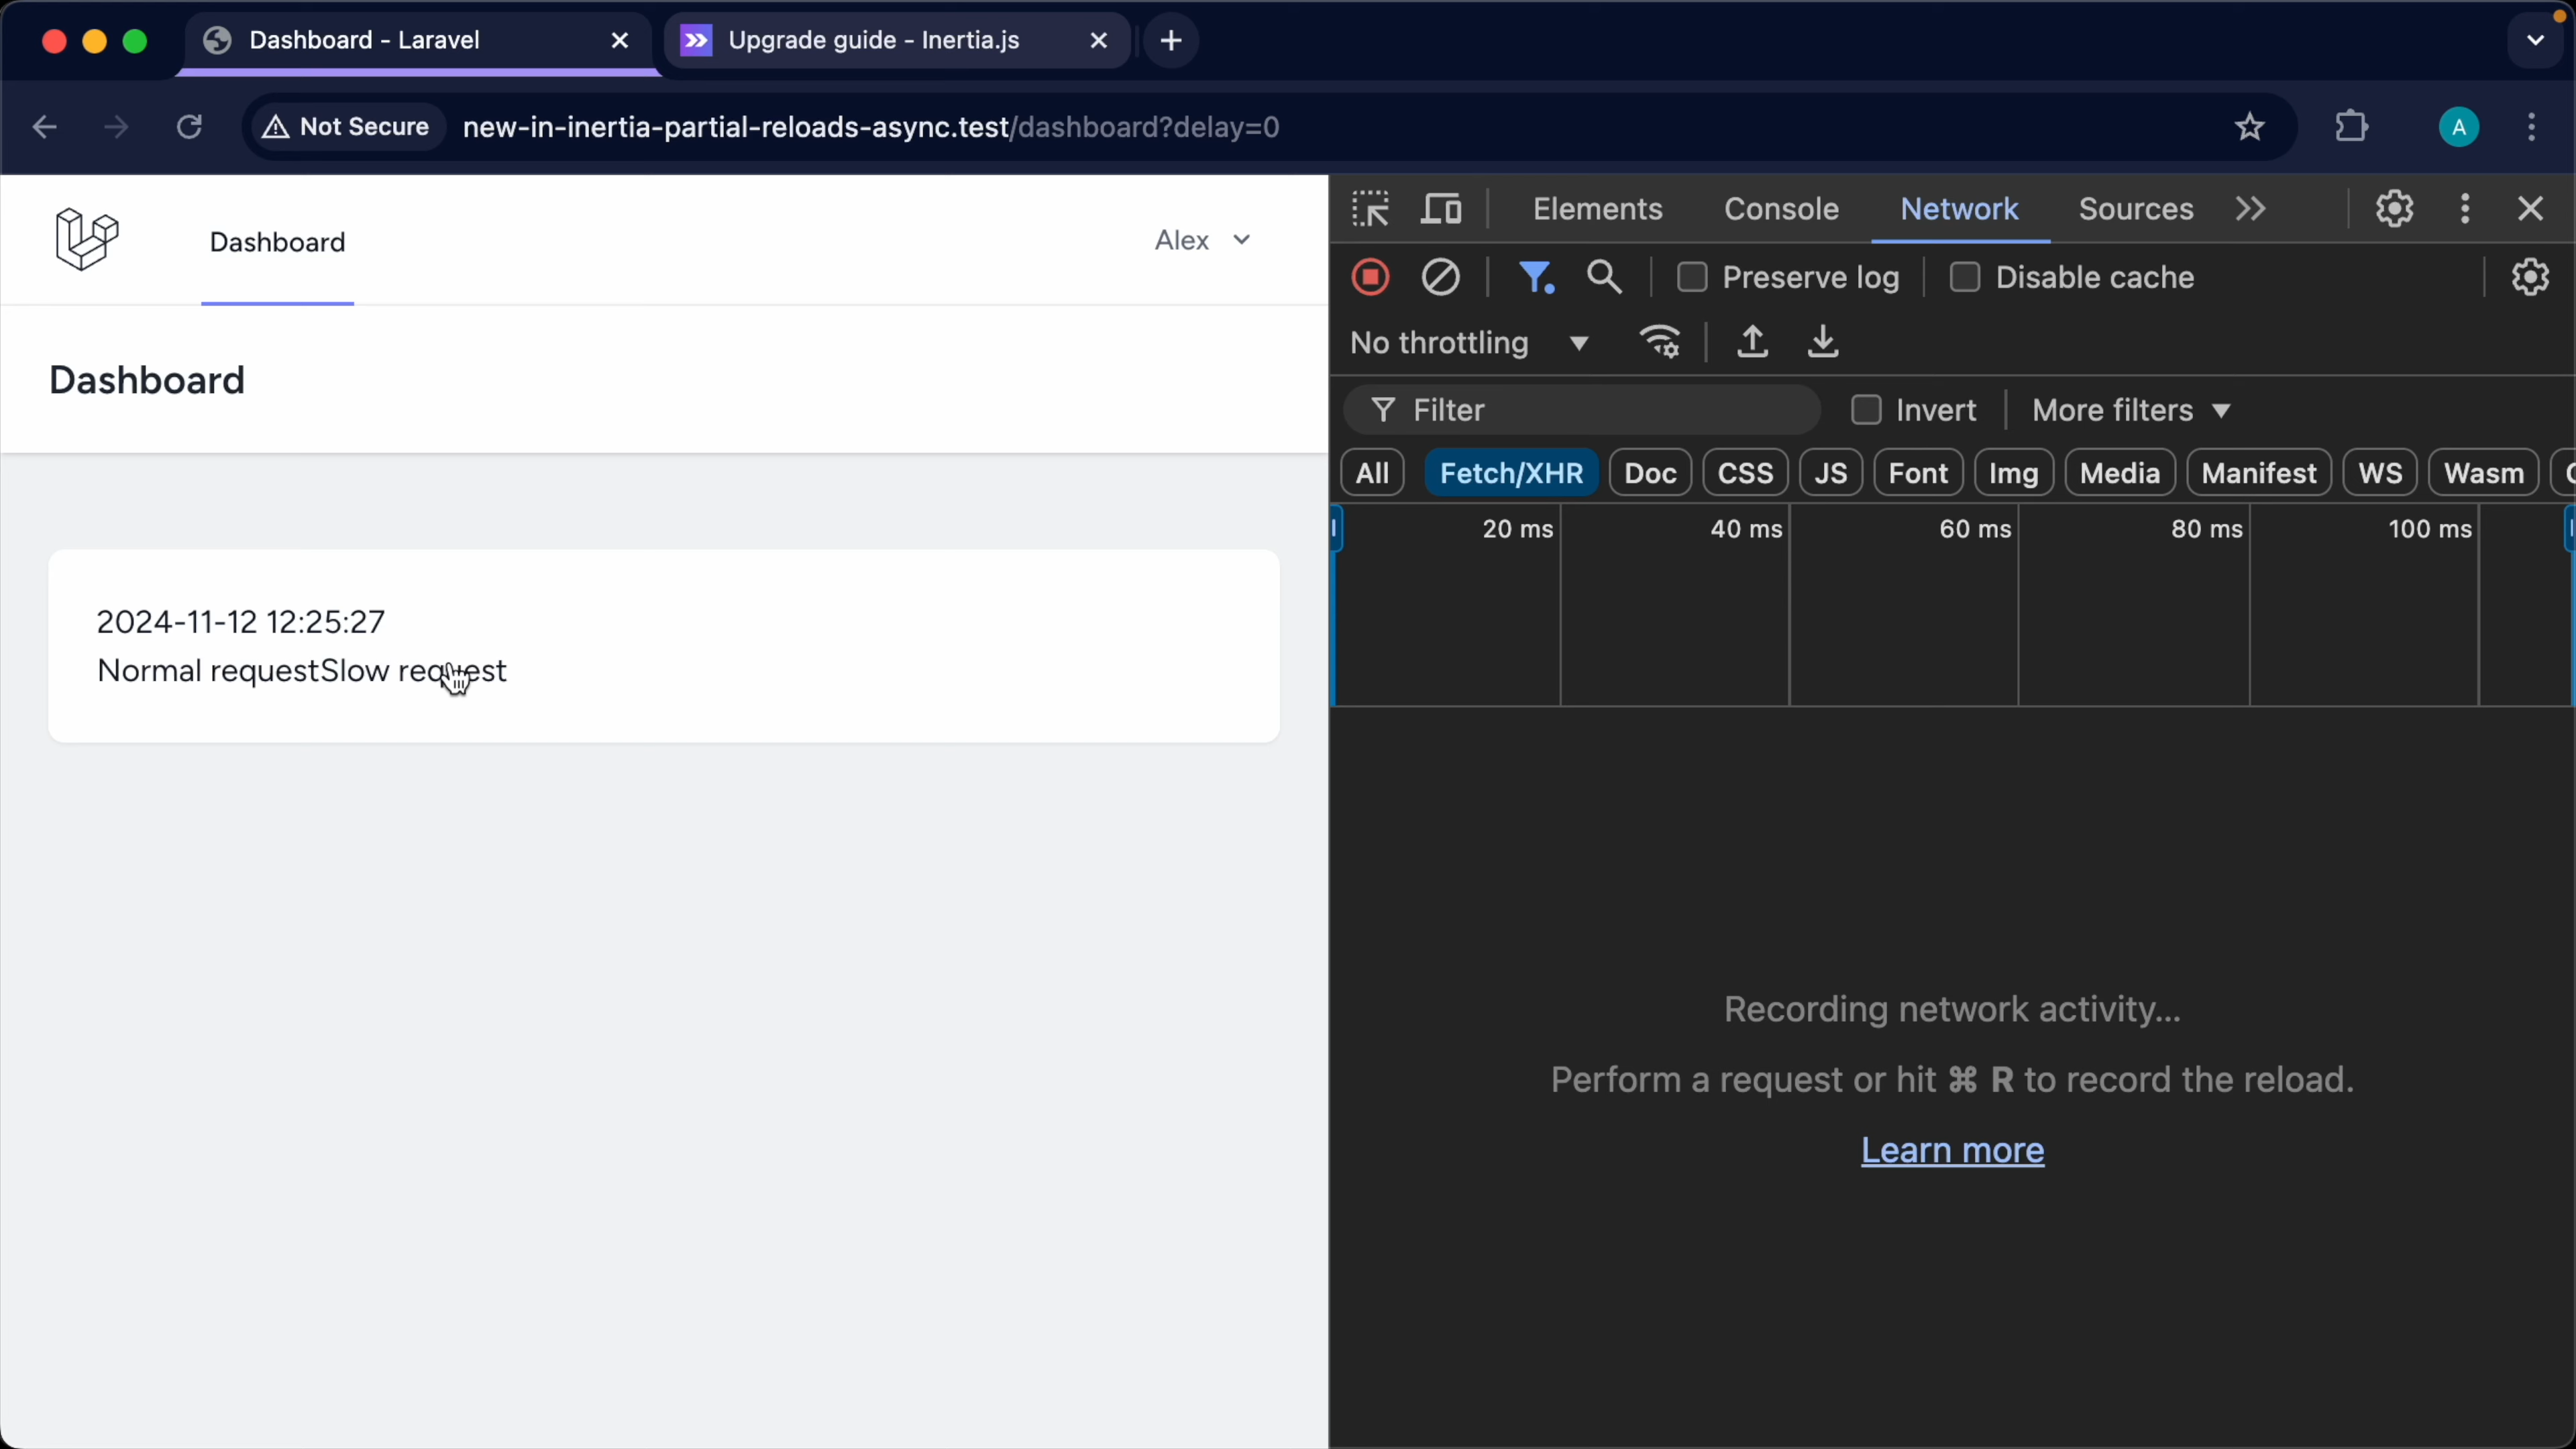 Dashboard - Laravel
Upgrade guide - Inertia.js
Not Secure new-in-inertia-partial-reloads-async.test/dashboard?delay=0
A
Dashboard
Alex
Dashboard
2024-11-12 12:25:27
Normal requestSlow request
Elements Console Network Sources
Preserve log Disable cache
No throttling
Filter Invert More filters
All Fetch/XHR Doc CSS JS Font Img Media Manifest WS Wasm
20 ms 40 ms 60 ms 80 ms 100 ms
Recording network activity...
Perform a request or hit ⌘ R to record the reload.
Learn more